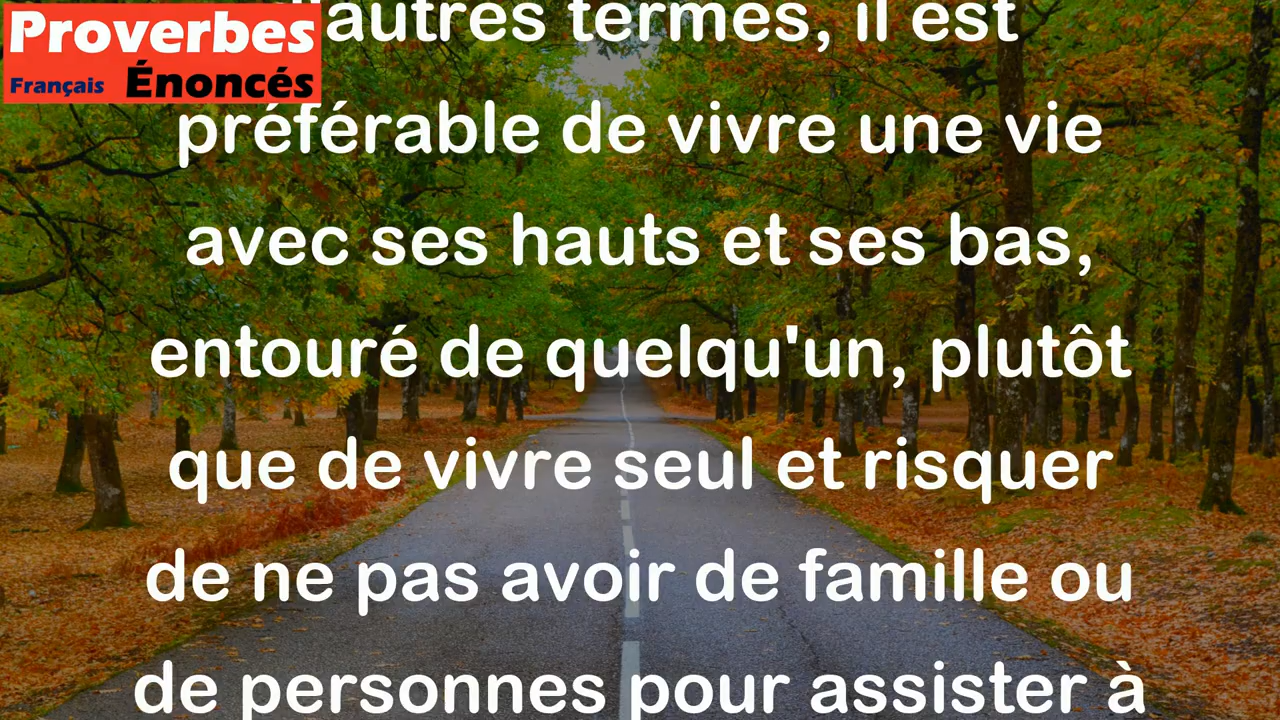 Proverbes
Français Énoncés
autres termes, il est
préférable de vivre une vie
avec ses hauts et ses bas,
entouré de quelqu'un, plutôt
que de vivre seul et risquer
de ne pas avoir de famille ou
de personnes pour assister à